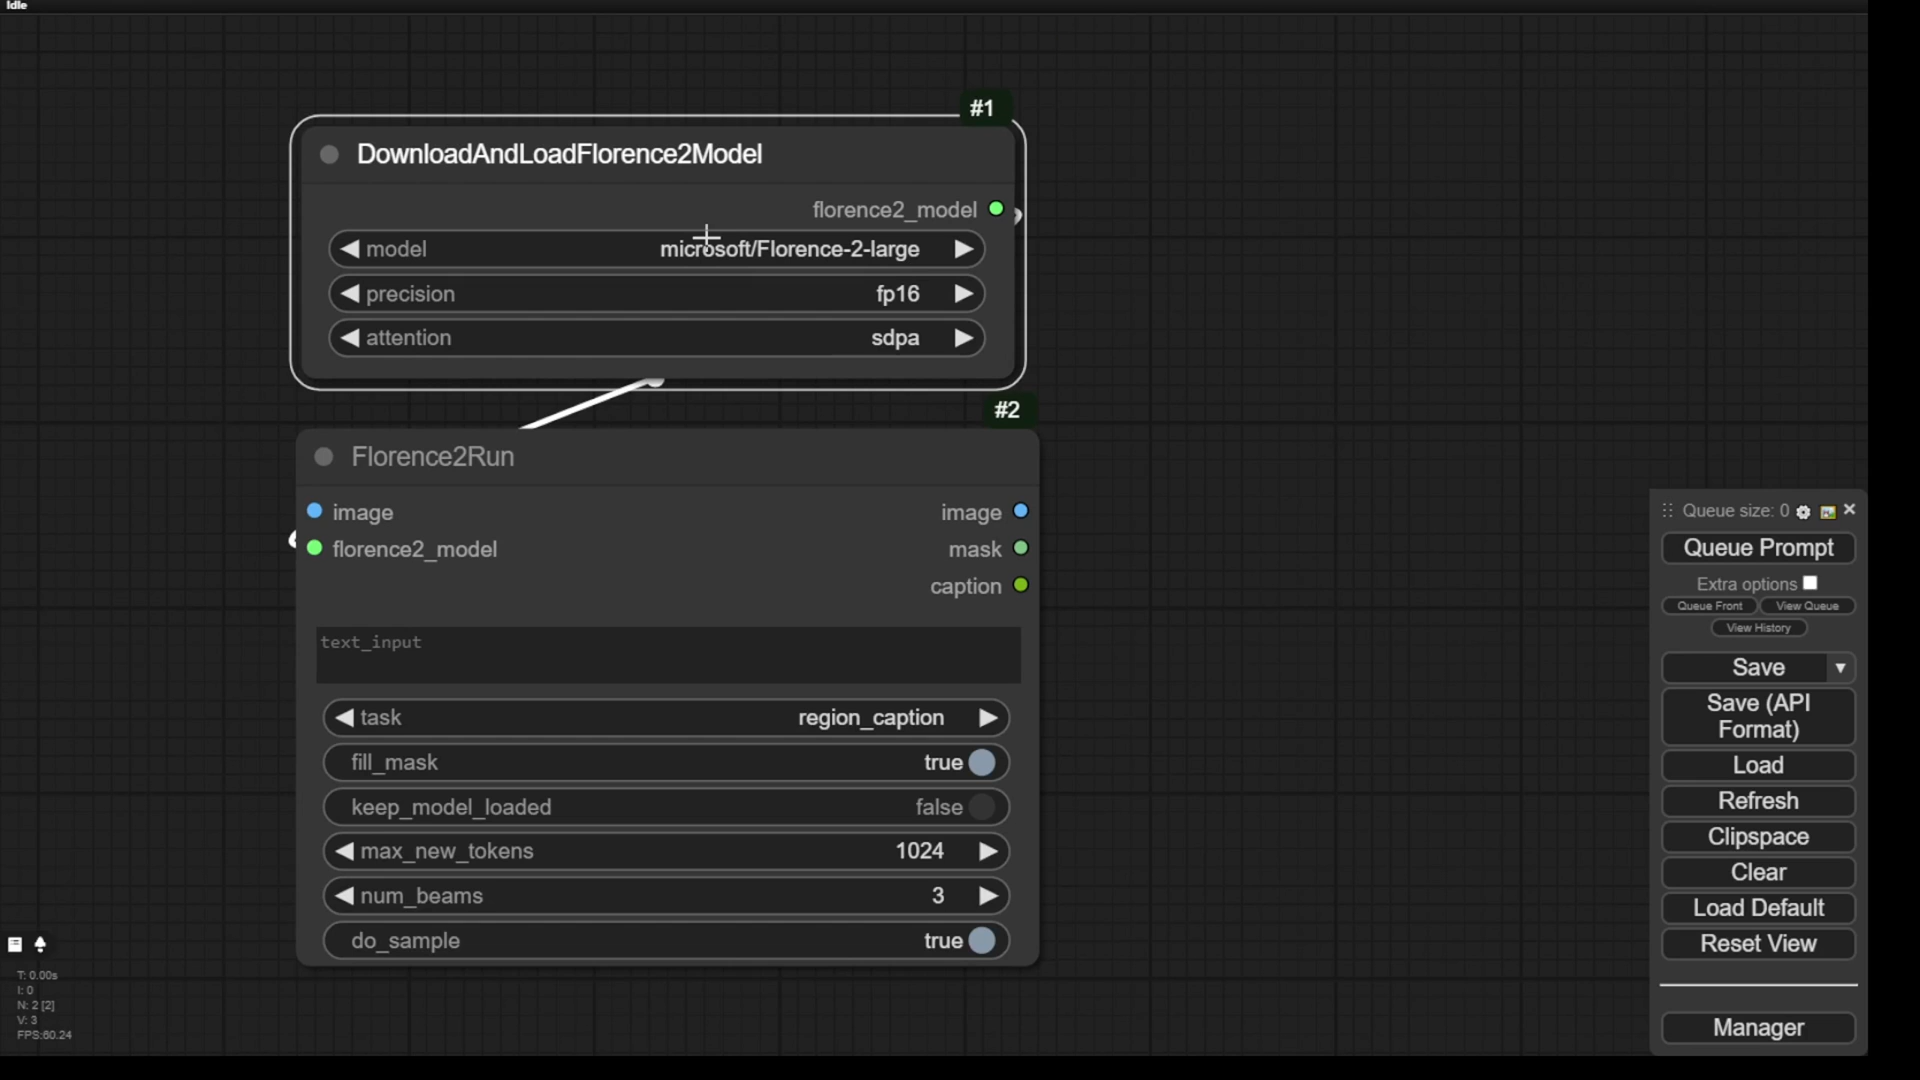 Idle
#1
DownloadAndLoadFlorence2Model
florence2_model
model microsoft/Florence-2-large
precision fp16
attention sdpa
#2
Florence2Run
image image
florence2_model mask
caption
text_input
task region_caption
fill_mask true
keep_model_loaded false
max_new_tokens 1024
num_beams 3
do_sample true
T: 0.00s
I: 0
N: 2 [2]
V: 3
FPS:60.24
Queue size: 0
Queue Prompt
Extra options
Queue Front View Queue
View History
Save
Save (API
Format)
Load
Refresh
Clipspace
Clear
Load Default
Reset View
Manager